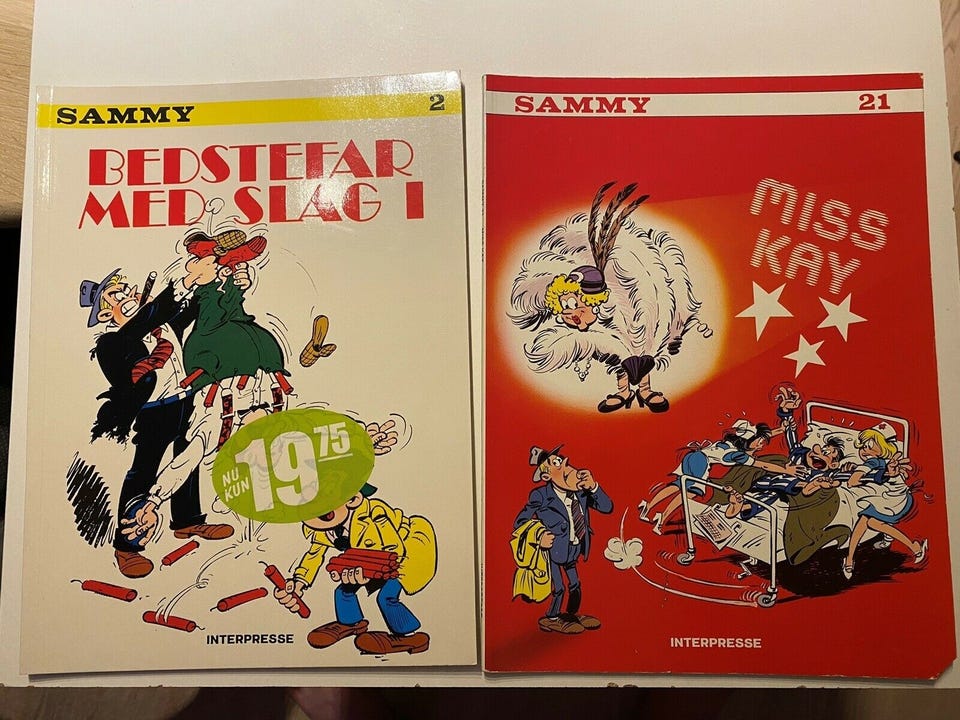 SAMMY 2
BEDSTEFAR
MED SLAG I
NU
KUN 19 75
INTERPRESSE
SAMMY 21
MISS
KAY
INTERPRESSE